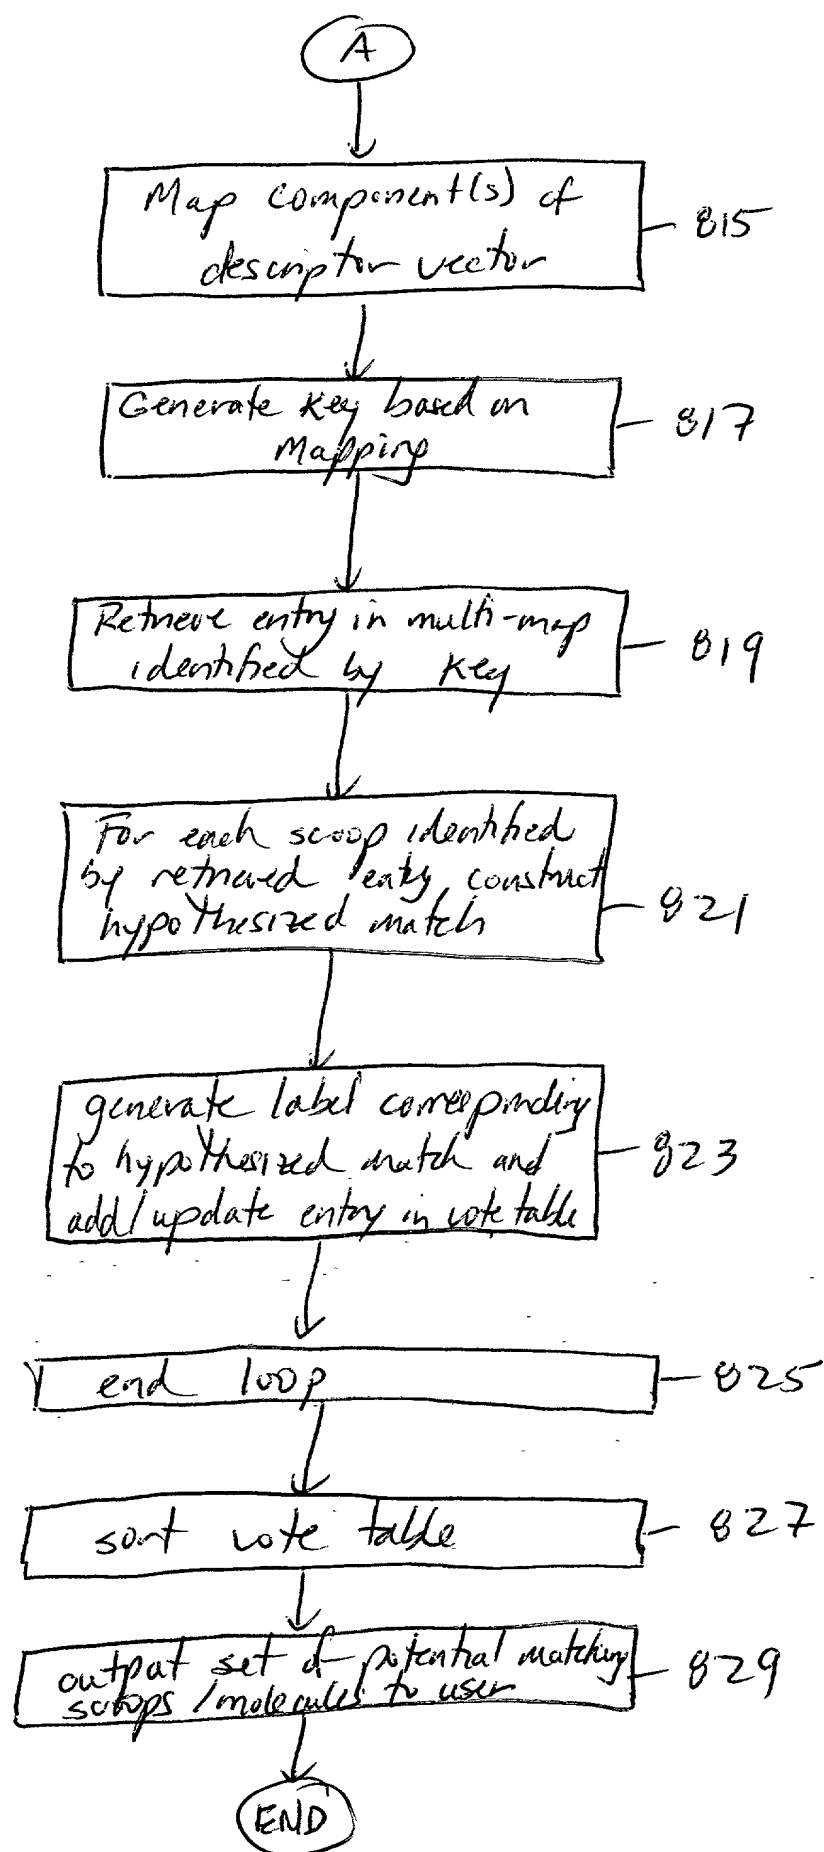 A
Map component(s) of
descriptor vector
815
Generate key based on
Mapping
817
Retrieve entry in multi-map
identified by key
819
For each scoop identified
by retrieved entry, construct
hypothesized match
821
generate label corresponding
to hypothesized match and
add/update entry in vote table
823
end loop
825
sort vote table
827
output set of potential matching
scoops/molecules to user
829
END